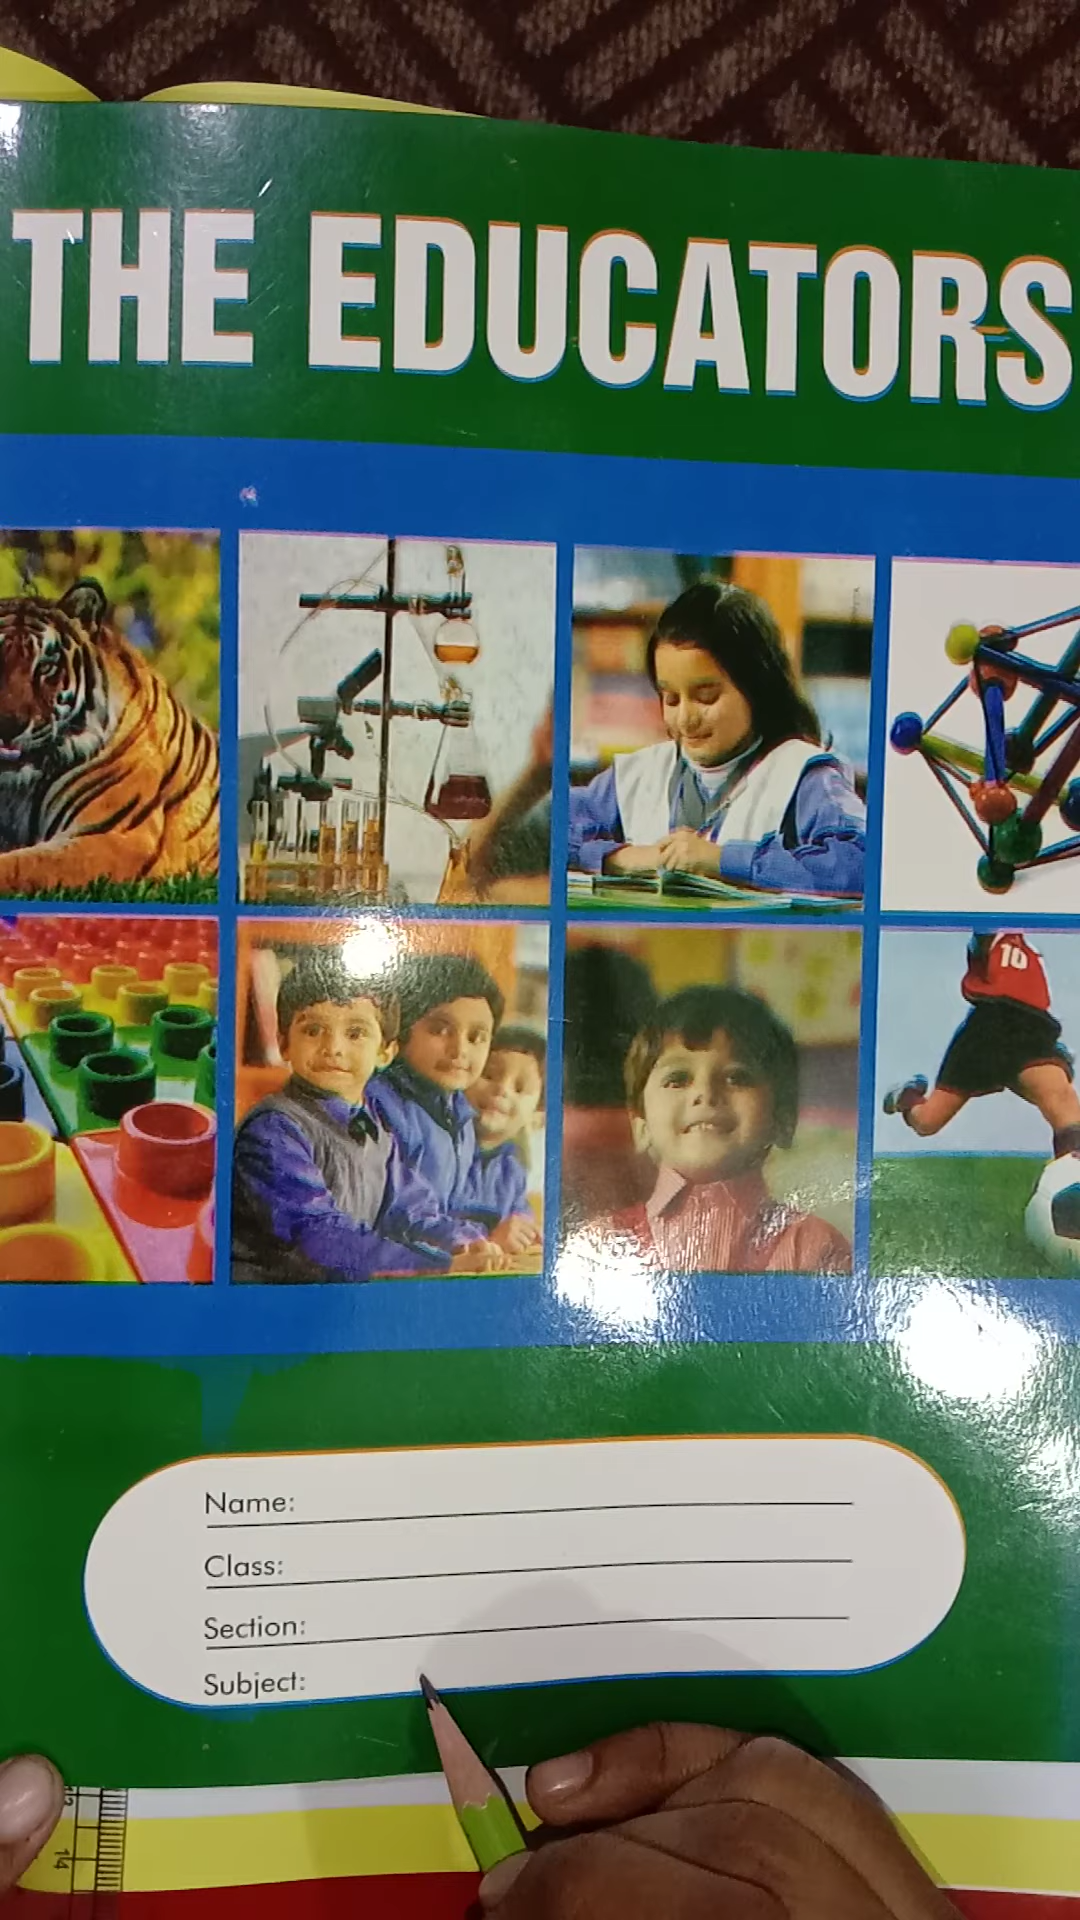 THE EDUCATORS
10
Name:
Class:
Section:
Subject:
14